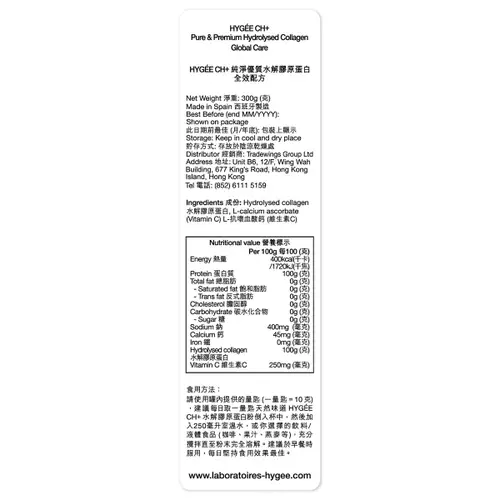 HYGÉE CH+
Pure & Premium Hydrolysed Collagen
Global Care
HYGÉE CH+ 純淨優質水解膠原蛋白
全效配方
Net Weight 淨重: 300g (克)
Made in Spain 西班牙製造
Best Before (end MM/YYYY):
Shown on package
此日期前最佳 (月/年底): 包裝上顯示
Storage: Keep in cool and dry place
貯存方式: 存放於陰涼乾燥處
Distributor 經銷商: Tradewings Group Ltd
Address 地址: Unit B6, 12/F, Wing Wah
Building, 677 King's Road, Hong Kong
Island, Hong Kong
Tel 電話: (852) 6111 5159
Ingredients 成份: Hydrolysed collagen
水解膠原蛋白, L-calcium ascorbate
(Vitamin C) L-抗壞血酸鈣 (維生素C)
Nutritional value 營養標示
Per 100g 每100 (克)
Energy 熱量 400kcal(千卡)
/1720kJ(千焦)
Protein 蛋白質 100g (克)
Total fat 總脂肪 0g (克)
- Saturated fat 飽和脂肪 0g (克)
- Trans fat 反式脂肪 0g (克)
Cholesterol 膽固醇 0g (克)
Carbohydrate 碳水化合物 0g (克)
- Sugar 糖 0g (克)
Sodium 鈉 400mg (毫克)
Calcium 鈣 45mg (毫克)
Iron 鐵 0mg (毫克)
Hydrolysed collagen 100g (克)
水解膠原蛋白
Vitamin C 維生素C 250mg (毫克)
食用方法：
請使用罐內提供的量匙 (一量匙 = 10 克)
，建議每日取一量匙天然味道 HYGÉE
CH+ 水解膠原蛋白粉倒入杯中，然後加
入250毫升室溫水，或你選擇的飲料/
液體食品 (咖啡、果汁、燕麥等)，充分
攪拌直至粉末完全溶解。建議於早餐時
服用，每日堅持食用效果最佳。
www.laboratoires-hygee.com